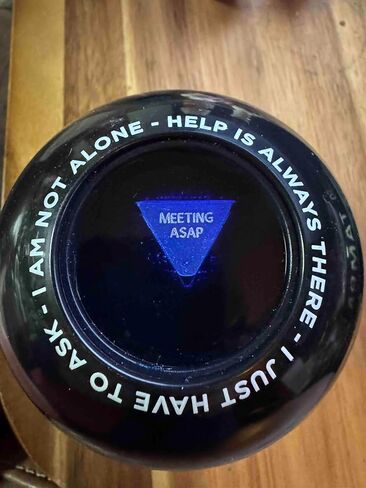 I AM NOT ALONE - HELP IS ALWAYS THERE - I JUST HAVE TO ASK -
MEETING
ASAP